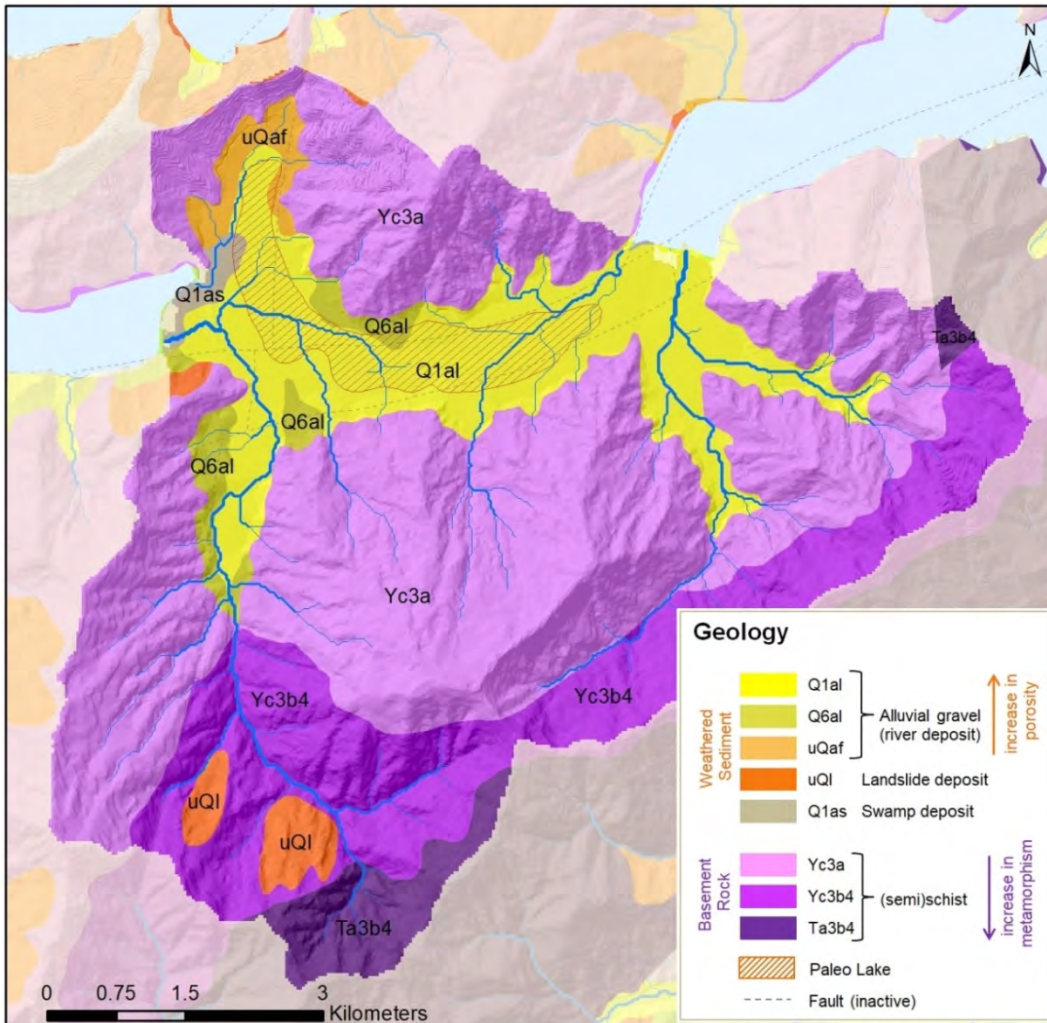 N
uQaf
Yc3a
Q1as
Q6al
Ta3b4
Q1al
Q6al
Q6al
Yc3a
Yc3b4
Yc3b4
uQl
uQl
Ta3b4
0 0.75 1.5 3
Kilometers
Geology
Weathered
Sediment
Q1al
Q6al
uQaf
Alluvial gravel
(river deposit)
increase in
porosity
uQl Landslide deposit
Q1as Swamp deposit
Basement
Rock
Yc3a
Yc3b4
Ta3b4
(semi)schist
increase in
metamorphism
Paleo Lake
Fault (inactive)